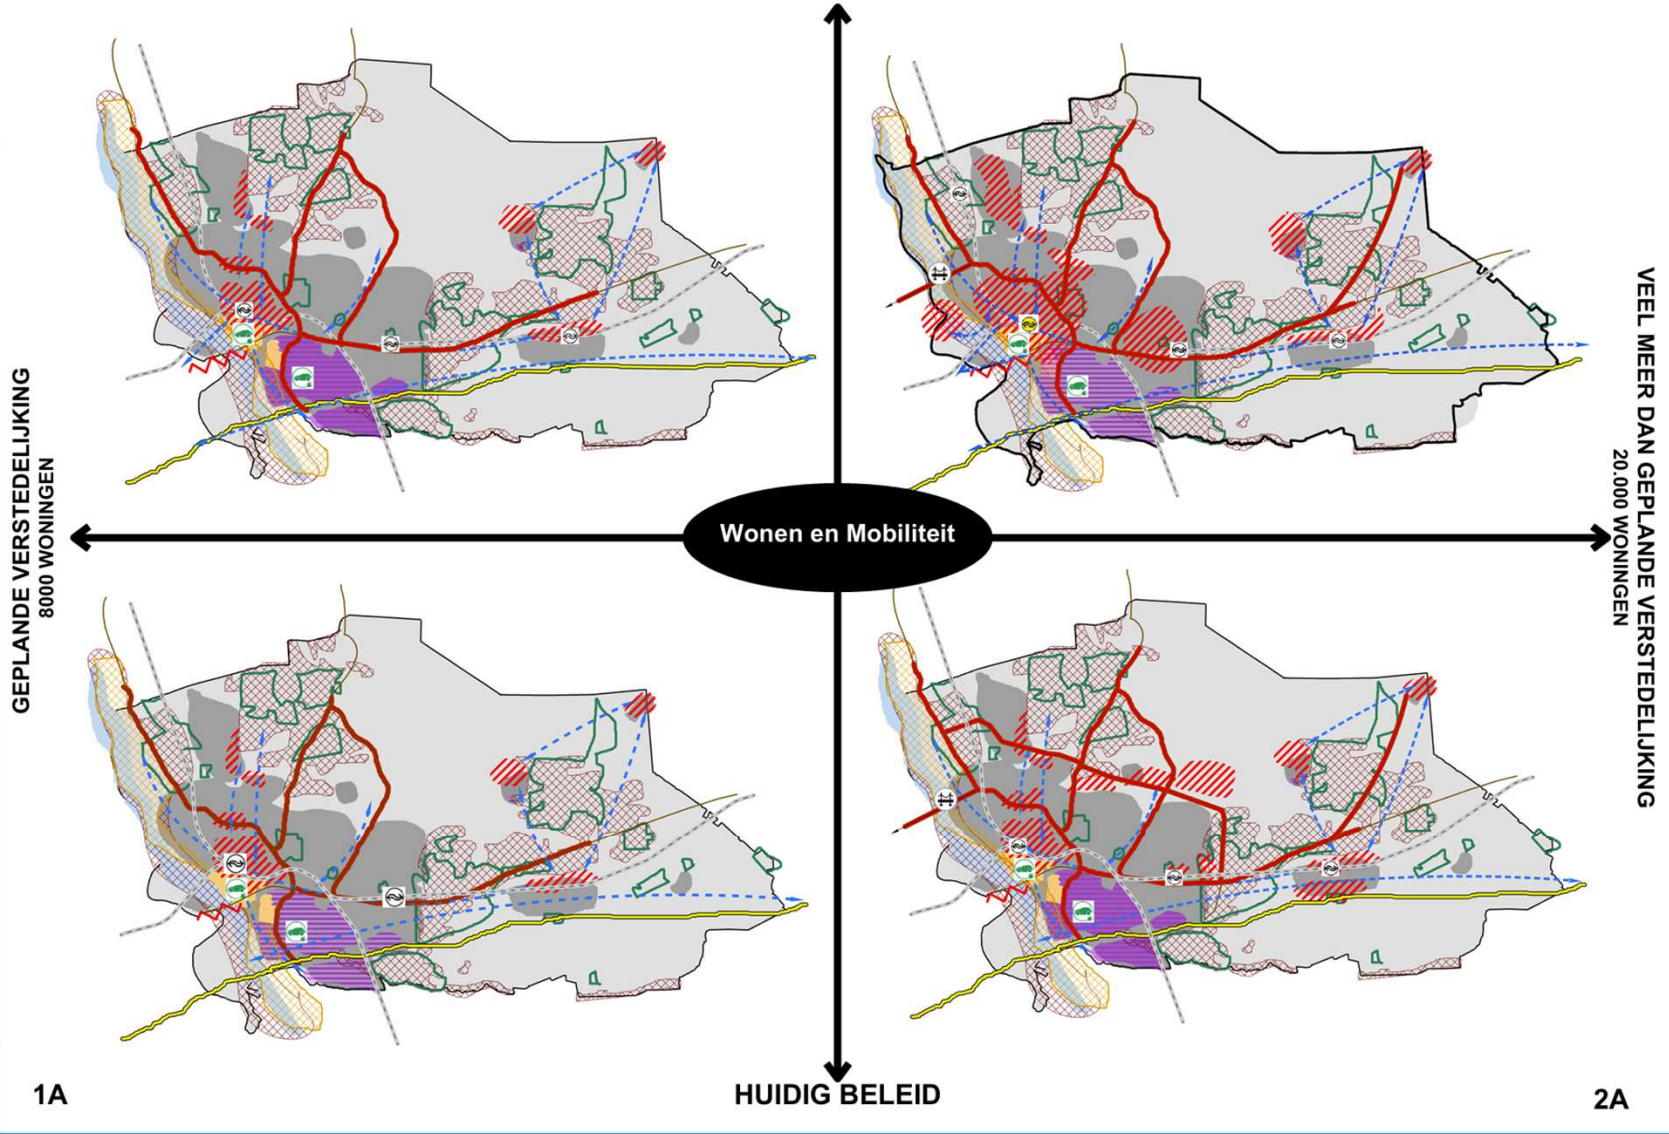 GEPLANDE VERSTEDELIJKING
8000 WONINGEN
Wonen en Mobiliteit
VEEL MEER DAN GEPLANDE VERSTEDELIJKING
20.000 WONINGEN
1A
HUIDIG BELEID
2A